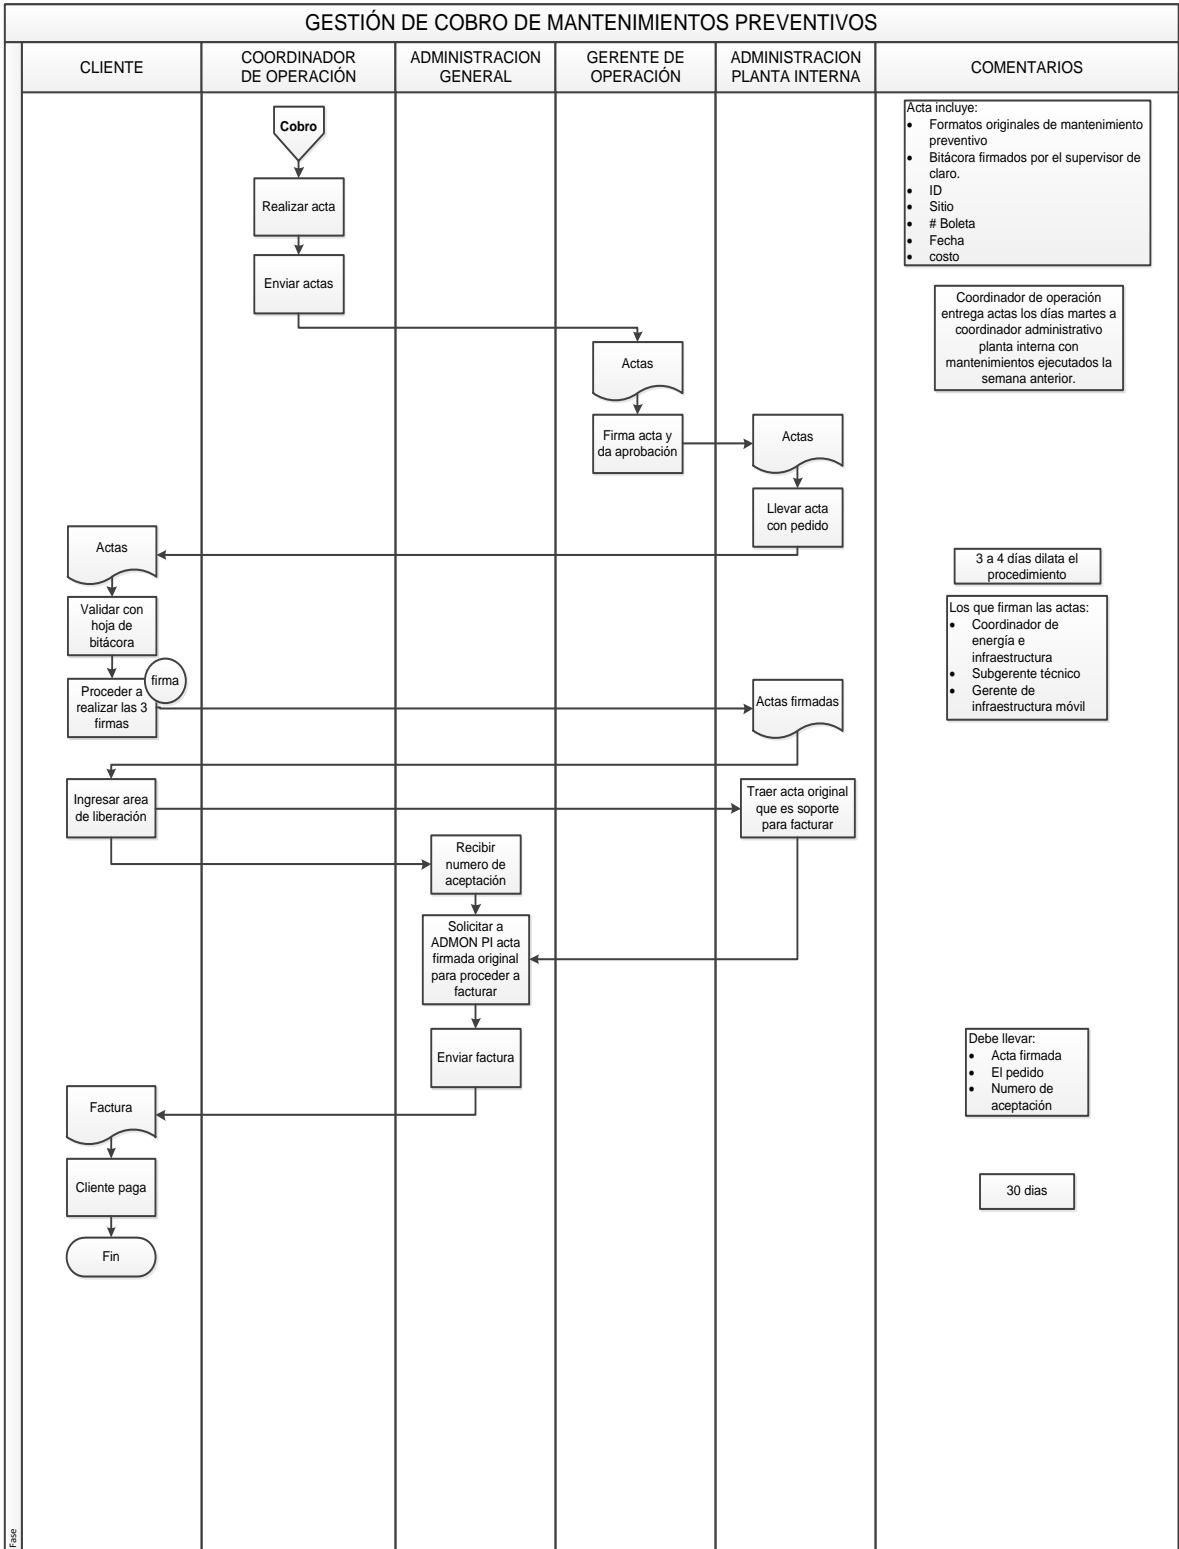 GESTIÓN DE COBRO DE MANTENIMIENTOS PREVENTIVOS
CLIENTE
COORDINADOR
DE OPERACIÓN
ADMINISTRACION
GENERAL
GERENTE DE
OPERACIÓN
ADMINISTRACION
PLANTA INTERNA
COMENTARIOS
Cobro
Realizar acta
Enviar actas
Acta incluye:
• Formatos originales de mantenimiento
preventivo
• Bitácora firmados por el supervisor de
claro.
• ID
• Sitio
• # Boleta
• Fecha
• costo
Coordinador de operación
entrega actas los días martes a
coordinador administrativo
planta interna con
mantenimientos ejecutados la
semana anterior.
Actas
Firma acta y
da aprobación
Actas
Llevar acta
con pedido
Actas
3 a 4 días dilata el
procedimiento
Validar con
hoja de
bitácora
Los que firman las actas:
• Coordinador de
energía e
infraestructura
• Subgerente técnico
• Gerente de
infraestructura móvil
firma
Proceder a
realizar las 3
firmas
Actas firmadas
Ingresar area
de liberación
Traer acta original
que es soporte
para facturar
Recibir
numero de
aceptación
Solicitar a
ADMON PI acta
firmada original
para proceder a
facturar
Enviar factura
Debe llevar:
• Acta firmada
• El pedido
• Numero de
aceptación
Factura
Cliente paga
30 dias
Fin
Fase